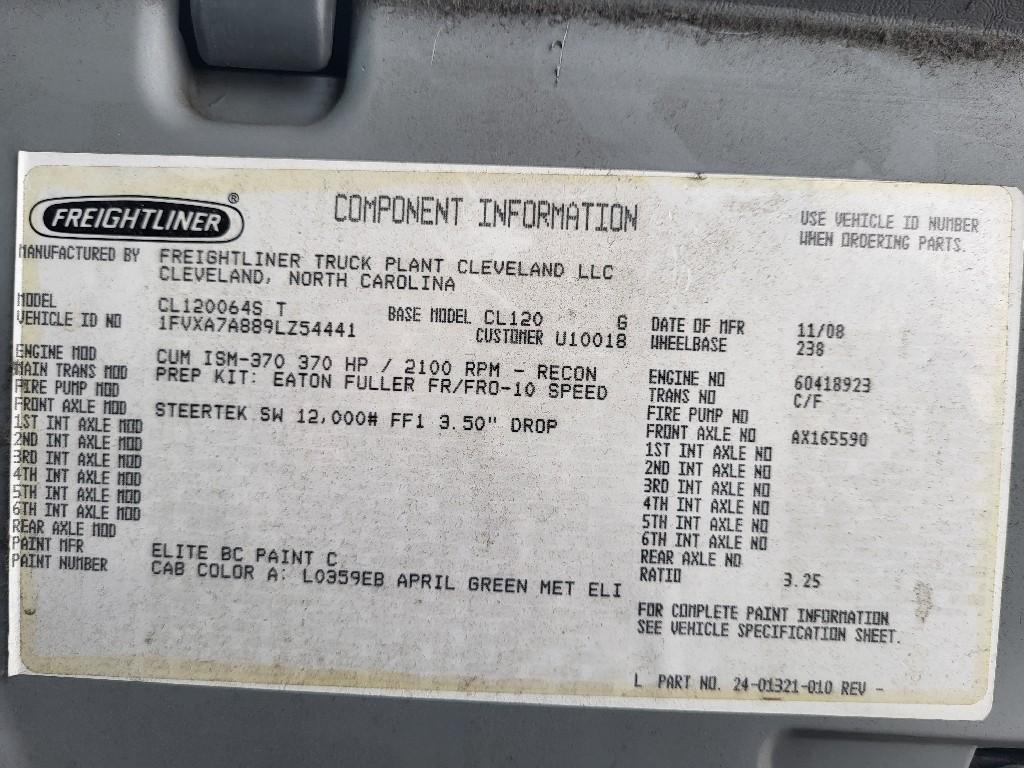 FREIGHTLINER ®
COMPONENT INFORMATION
USE VEHICLE ID NUMBER
WHEN ORDERING PARTS.
MANUFACTURED BY FREIGHTLINER TRUCK PLANT CLEVELAND LLC
CLEVELAND, NORTH CAROLINA
MODEL CL120064S T BASE MODEL CL120 G DATE OF MFR 11/08
VEHICLE ID NO 1FVXA7A889LZ54441 CUSTOMER U10018 WHEELBASE 238
ENGINE MOD CUM ISM-370 370 HP / 2100 RPM - RECON ENGINE NO 60418923
MAIN TRANS MOD PREP KIT: EATON FULLER FR/FRO-10 SPEED TRANS NO C/F
FIRE PUMP MOD FIRE PUMP NO
FRONT AXLE MOD STEERTEK SW 12,000# FF1 3.50" DROP FRONT AXLE NO AX165590
1ST INT AXLE MOD 1ST INT AXLE NO
2ND INT AXLE MOD 2ND INT AXLE NO
3RD INT AXLE MOD 3RD INT AXLE NO
4TH INT AXLE MOD 4TH INT AXLE NO
5TH INT AXLE MOD 5TH INT AXLE NO
6TH INT AXLE MOD 6TH INT AXLE NO
REAR AXLE MOD REAR AXLE NO
PAINT MFR ELITE BC PAINT C RATIO 3.25
PAINT NUMBER CAB COLOR A: L0359EB APRIL GREEN MET ELI
FOR COMPLETE PAINT INFORMATION
SEE VEHICLE SPECIFICATION SHEET.
L PART NO. 24-01321-010 REV -